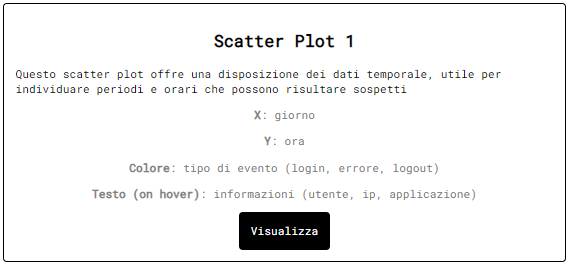 Scatter Plot 1
Questo scatter plot offre una disposizione dei dati temporale, utile per
individuare periodi e orari che possono risultare sospetti
X: giorno
Y: ora
Colore: tipo di evento (login, errore, logout)
Testo (on hover): informazioni (utente, ip, applicazione)
Visualizza